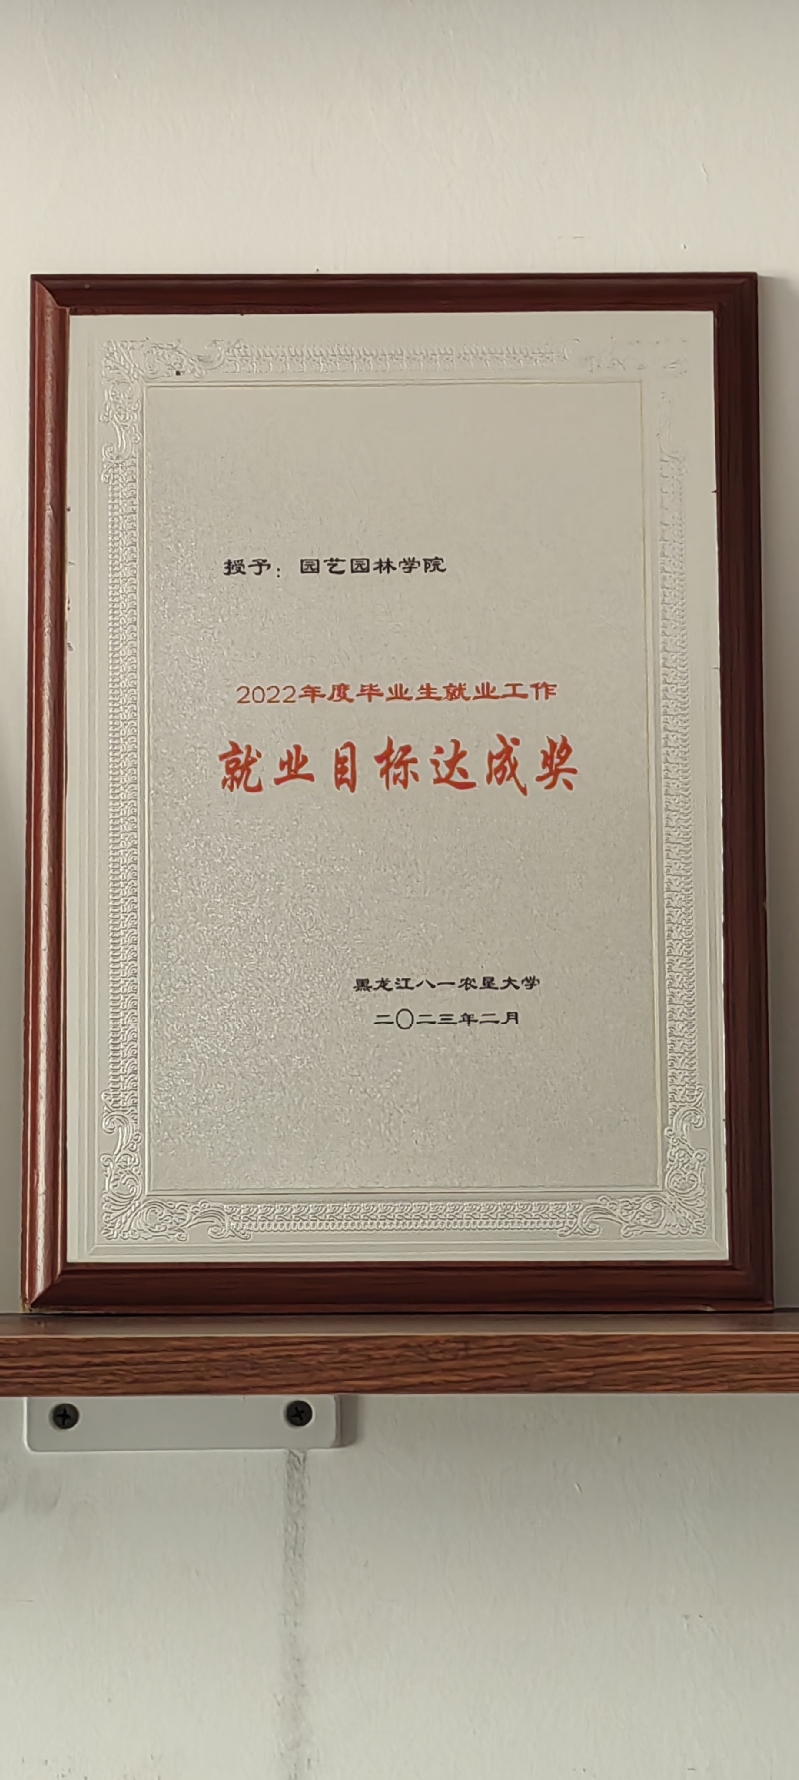 授予：园艺园林学院
2022年度毕业生就业工作
就业目标达成奖
黑龙江八一农垦大学
二〇二三年二月